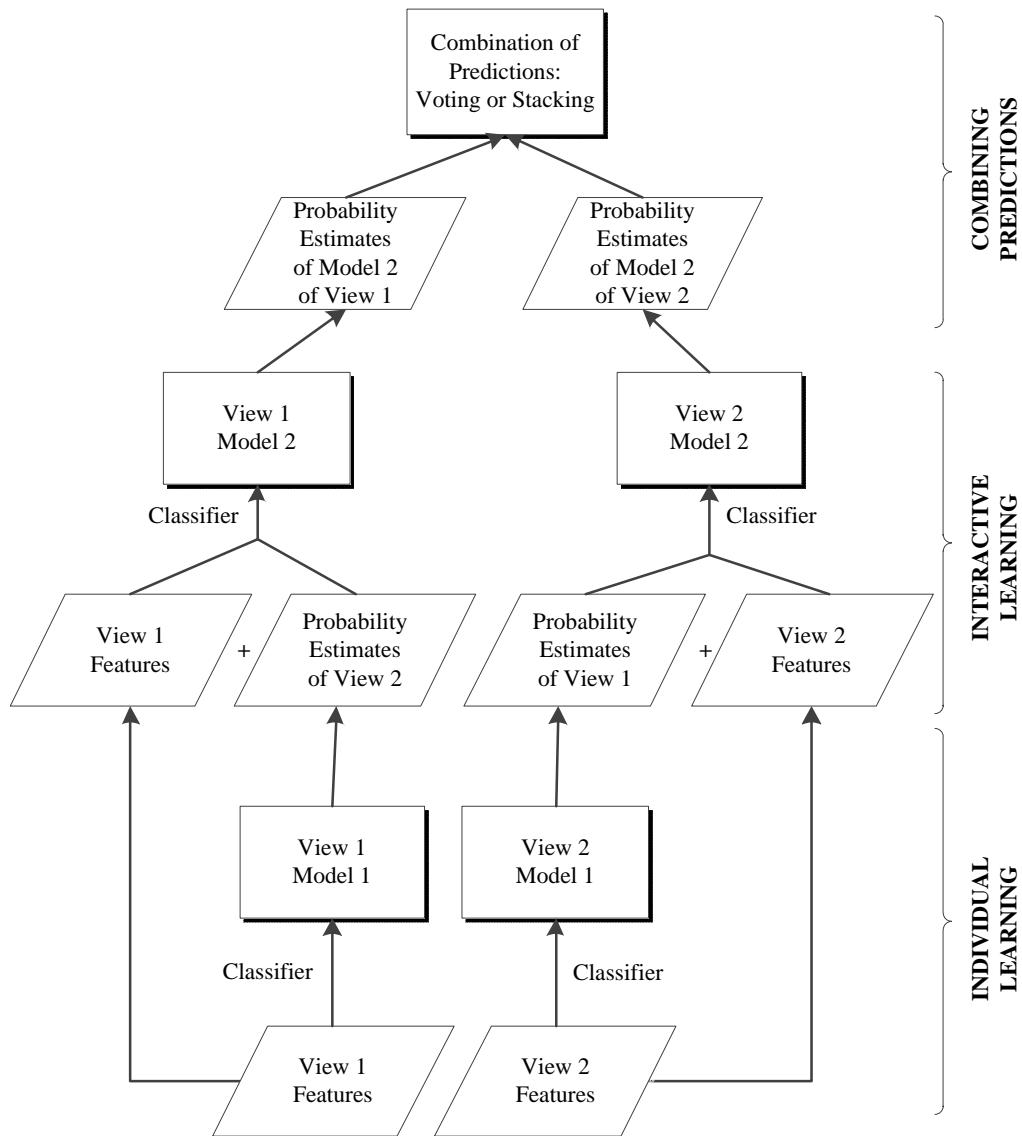 Combination of
Predictions:
Voting or Stacking
Probability
Estimates
of Model 2
of View 1
Probability
Estimates
of Model 2
of View 2
COMBINING
PREDICTIONS
View 1
Model 2
View 2
Model 2
Classifier
Classifier
View 1
Features
+
Probability
Estimates
of View 2
Probability
Estimates
of View 1
+
View 2
Features
INTERACTIVE
LEARNING
View 1
Model 1
View 2
Model 1
Classifier
Classifier
View 1
Features
View 2
Features
INDIVIDUAL
LEARNING